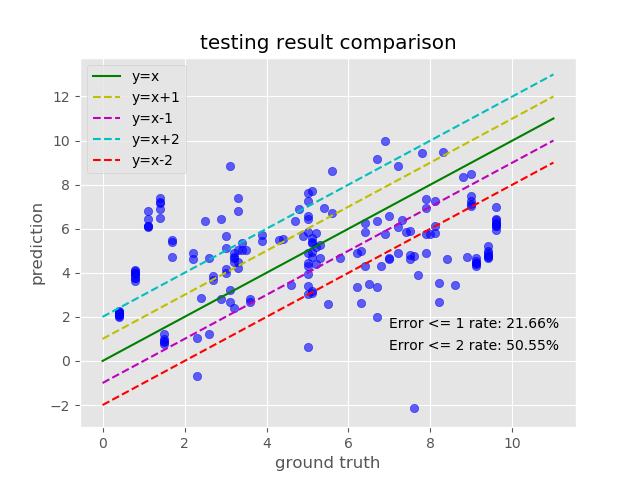 testing result comparison
y=x
y=x+1
y=x-1
y=x+2
y=x-2
12
10
8
6
4
2
0
−2
prediction
Error <= 1 rate: 21.66%
Error <= 2 rate: 50.55%
0 2 4 6 8 10
ground truth